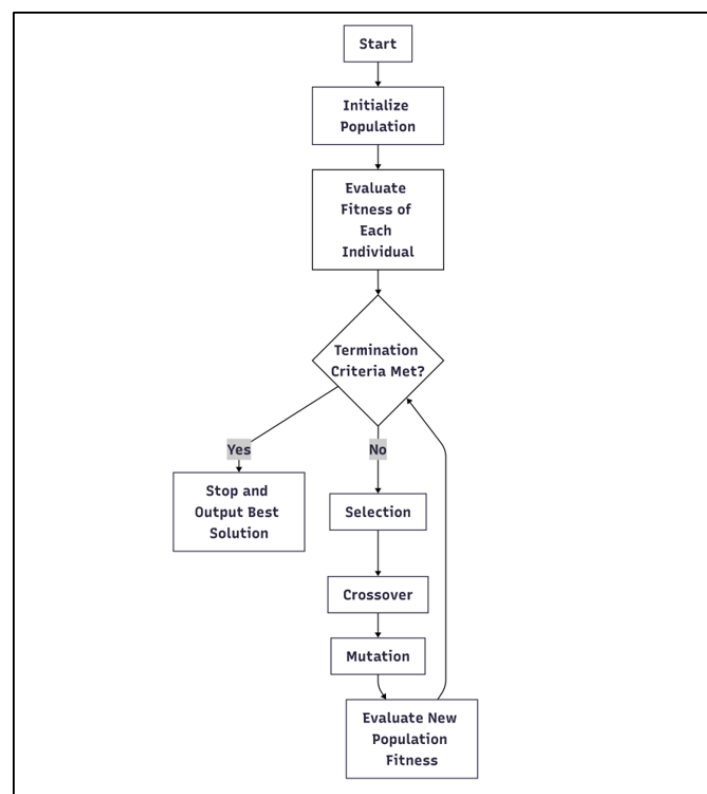 Start
Initialize
Population
Evaluate
Fitness of
Each
Individual
Termination
Criteria Met?
Yes
No
Stop and
Output Best
Solution
Selection
Crossover
Mutation
Evaluate New
Population
Fitness